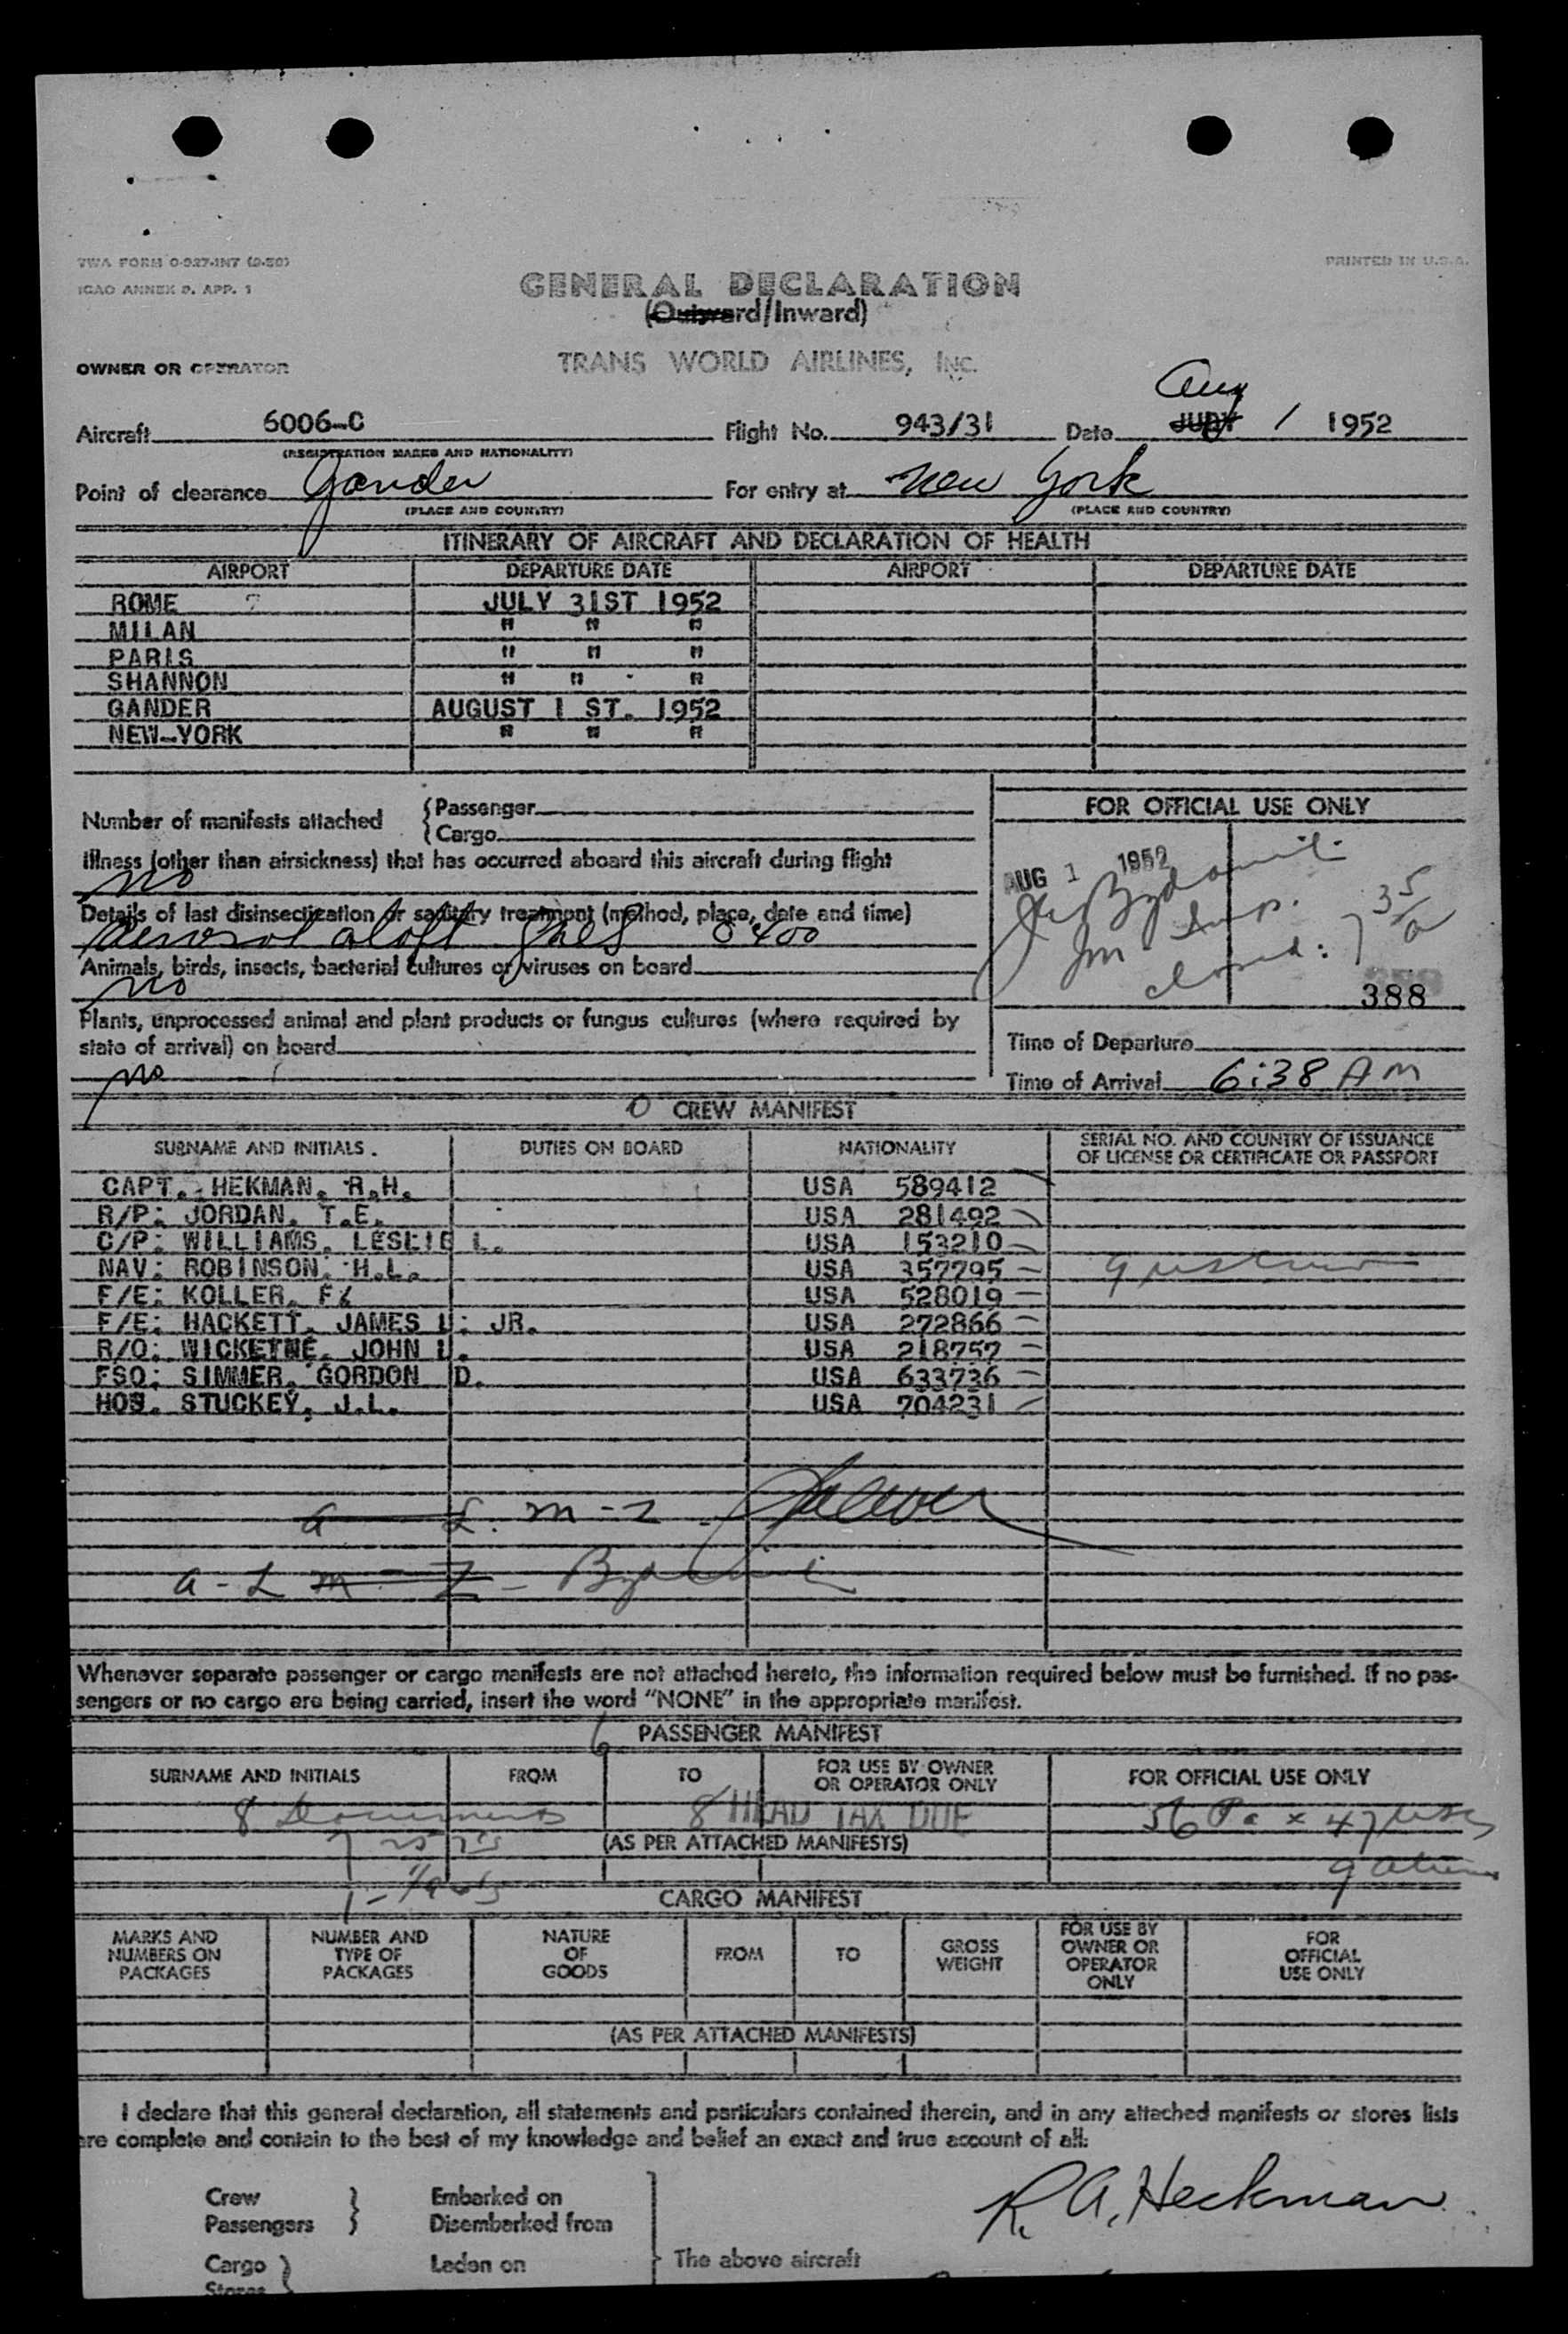 TWA FORM O-927-INT (2-50)
PRINTED IN U.S.A.
ICAO ANNEX 9. APP. 1
GENERAL DECLARATION
(Outward/Inward)
OWNER OR OPERATOR
TRANS WORLD AIRLINES, INC.
Aug
Aircraft 6006-C Flight No. 943/31 Date JULY 1 1952
(REGISTRATION MARKS AND NATIONALITY)
Point of clearance Gander For entry at New York
(PLACE AND COUNTRY) (PLACE AND COUNTRY)
ITINERARY OF AIRCRAFT AND DECLARATION OF HEALTH
AIRPORT DEPARTURE DATE AIRPORT DEPARTURE DATE
ROME JULY 31ST 1952
MILAN " " "
PARIS " " "
SHANNON " " "
GANDER AUGUST 1 ST. 1952
NEW-YORK " " "
Number of manifests attached {Passenger
{Cargo
FOR OFFICIAL USE ONLY
Illness (other than airsickness) that has occurred aboard this aircraft during flight
no
AUG 1 1952
Details of last disinsectization or sanitary treatment (method, place, date and time)
Aerosol aloft 0400
Animals, birds, insects, bacterial cultures or viruses on board
no
Insp.
closed: 7 35/a
388
Plants, unprocessed animal and plant products or fungus cultures (where required by
state of arrival) on board
no
Time of Departure
Time of Arrival 6:38 AM
CREW MANIFEST
SURNAME AND INITIALS. DUTIES ON BOARD NATIONALITY SERIAL NO. AND COUNTRY OF ISSUANCE
OF LICENSE OR CERTIFICATE OR PASSPORT
CAPT. HEKMAN. R.H. USA 589412
R/P: JORDAN. T.E. USA 281492
C/P: WILLIAMS. LESLIE L. USA 153210
NAV: ROBINSON. H.L. USA 357795
F/E: KOLLER. F USA 528019
F/E: HACKETT. JAMES JR. USA 272866
R/O: WICKETNE. JOHN USA 218757
FSO: SIMMER. GORDON D. USA 633736
HOS. STUCKEY. J.L. USA 704231
a L. m-z -
a - L m - Z -
Whenever separate passenger or cargo manifests are not attached hereto, the information required below must be furnished. If no pas-
sengers or no cargo are being carried, insert the word "NONE" in the appropriate manifest.
6 PASSENGER MANIFEST
SURNAME AND INITIALS FROM TO FOR USE BY OWNER
OR OPERATOR ONLY FOR OFFICIAL USE ONLY
8 Documents 8 HEAD TAX DUE 56 Pa x 47 usc
(AS PER ATTACHED MANIFESTS)
9 aliens
CARGO MANIFEST
MARKS AND
NUMBERS ON
PACKAGES
NUMBER AND
TYPE OF
PACKAGES
NATURE
OF
GOODS
FROM
TO
GROSS
WEIGHT
FOR USE BY
OWNER OR
OPERATOR
ONLY
FOR
OFFICIAL
USE ONLY
(AS PER ATTACHED MANIFESTS)
I declare that this general declaration, all statements and particulars contained therein, and in any attached manifests or stores lists
are complete and contain to the best of my knowledge and belief an exact and true account of all:
Crew } Embarked on
Passengers } Disembarked from
R. A. Heckman
Cargo } Laden on } The above aircraft
Stores